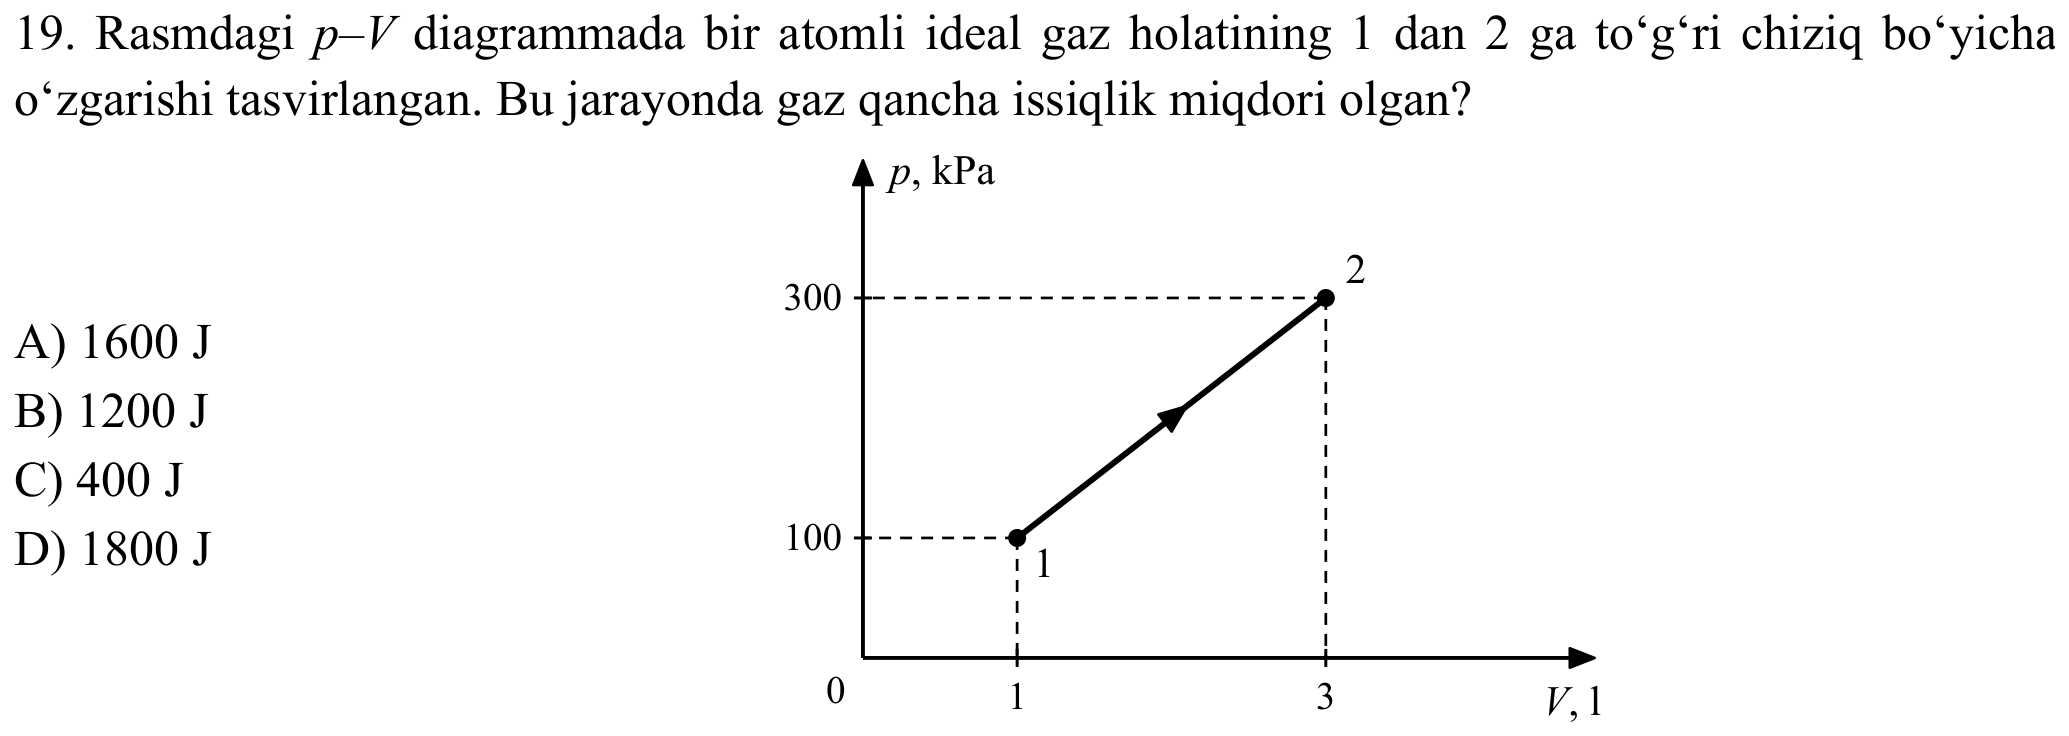 19. Rasmdagi p–V diagrammada bir atomli ideal gaz holatining 1 dan 2 ga to‘g‘ri chiziq bo‘yicha
o‘zgarishi tasvirlangan. Bu jarayonda gaz qancha issiqlik miqdori olgan?
A) 1600 J
B) 1200 J
C) 400 J
D) 1800 J
p, kPa
2
300
100
1
0
1
3
V, l